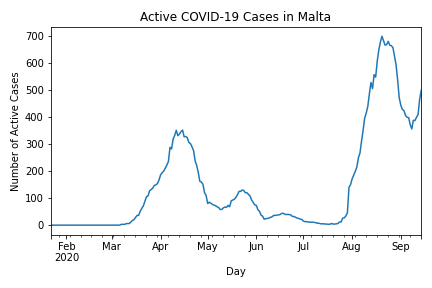 Active COVID-19 Cases in Malta
Number of Active Cases
700
600
500
400
300
200
100
0
Feb Mar Apr May Jun Jul Aug Sep
2020
Day